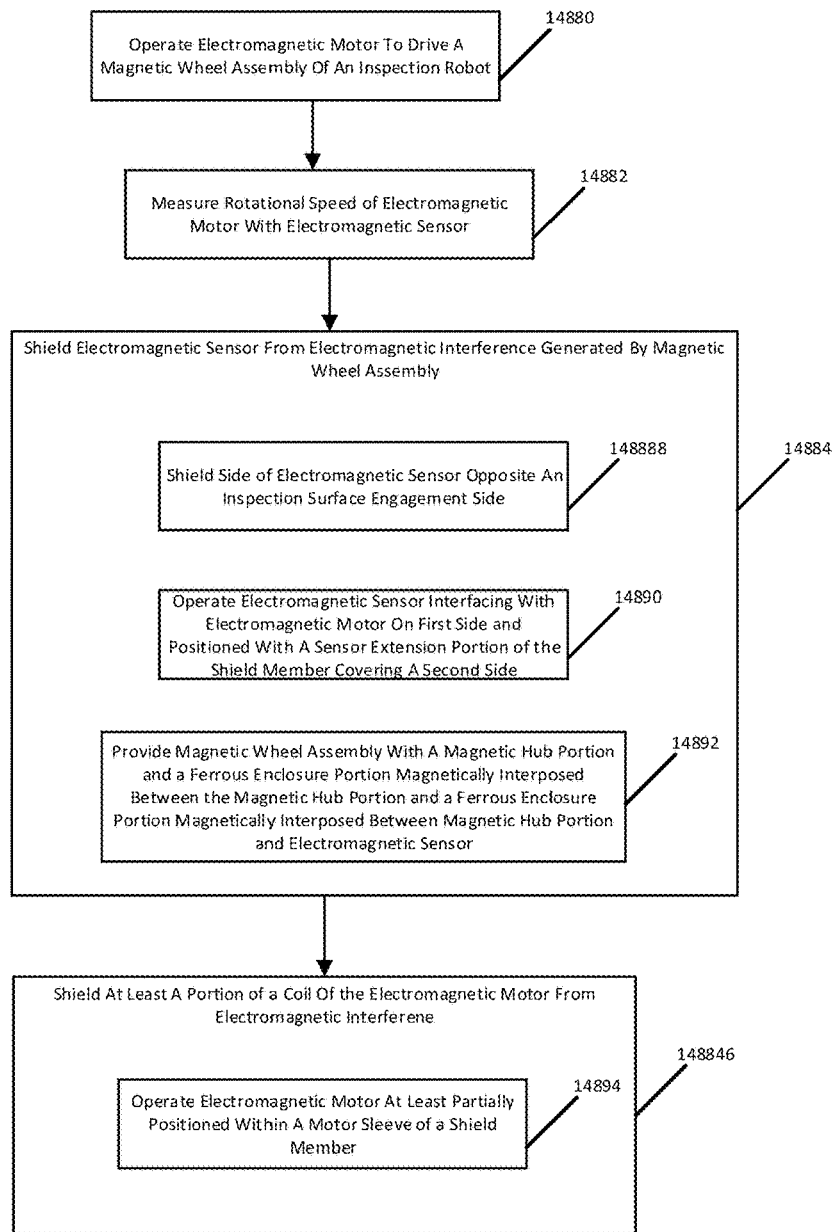 14880
Operate Electromagnetic Motor To Drive A
Magnetic Wheel Assembly Of An Inspection Robot
14882
Measure Rotational Speed of Electromagnetic
Motor With Electromagnetic Sensor
Shield Electromagnetic Sensor From Electromagnetic Interference Generated By Magnetic
Wheel Assembly
148888
14884
Shield Side of Electromagnetic Sensor Opposite An
Inspection Surface Engagement Side
14890
Operate Electromagnetic Sensor Interfacing With
Electromagnetic Motor On First Side and
Positioned With A Sensor Extension Portion of the
Shield Member Covering A Second Side
14892
Provide Magnetic Wheel Assembly With A Magnetic Hub Portion
and a Ferrous Enclosure Portion Magnetically Interposed
Between the Magnetic Hub Portion and a Ferrous Enclosure
Portion Magnetically Interposed Between Magnetic Hub Portion
and Electromagnetic Sensor
Shield At Least A Portion of a Coil Of the Electromagnetic Motor From
Electromagnetic Interferene
148846
14894
Operate Electromagnetic Motor At Least Partially
Positioned Within A Motor Sleeve of a Shield
Member